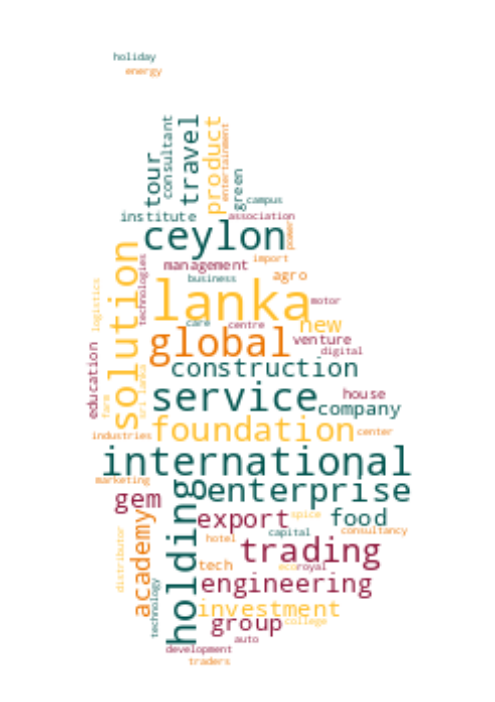 holiday
energy
consultant
travel
product
entertainment
tour
green
campus
institute
association
ceylon
power
solution
technologies
management
import
business
agro
logistics
lanka
motor
care
centre
new
global
venture
digital
education
construction
farm
sri lanka
service
house
company
industries
foundation
center
international
marketing
holding
enterprise
gem
export
spice
food
academy
hotel
capital
consultancy
distributor
trading
tech
eco
royal
technology
engineering
investment
group
college
auto
development
traders